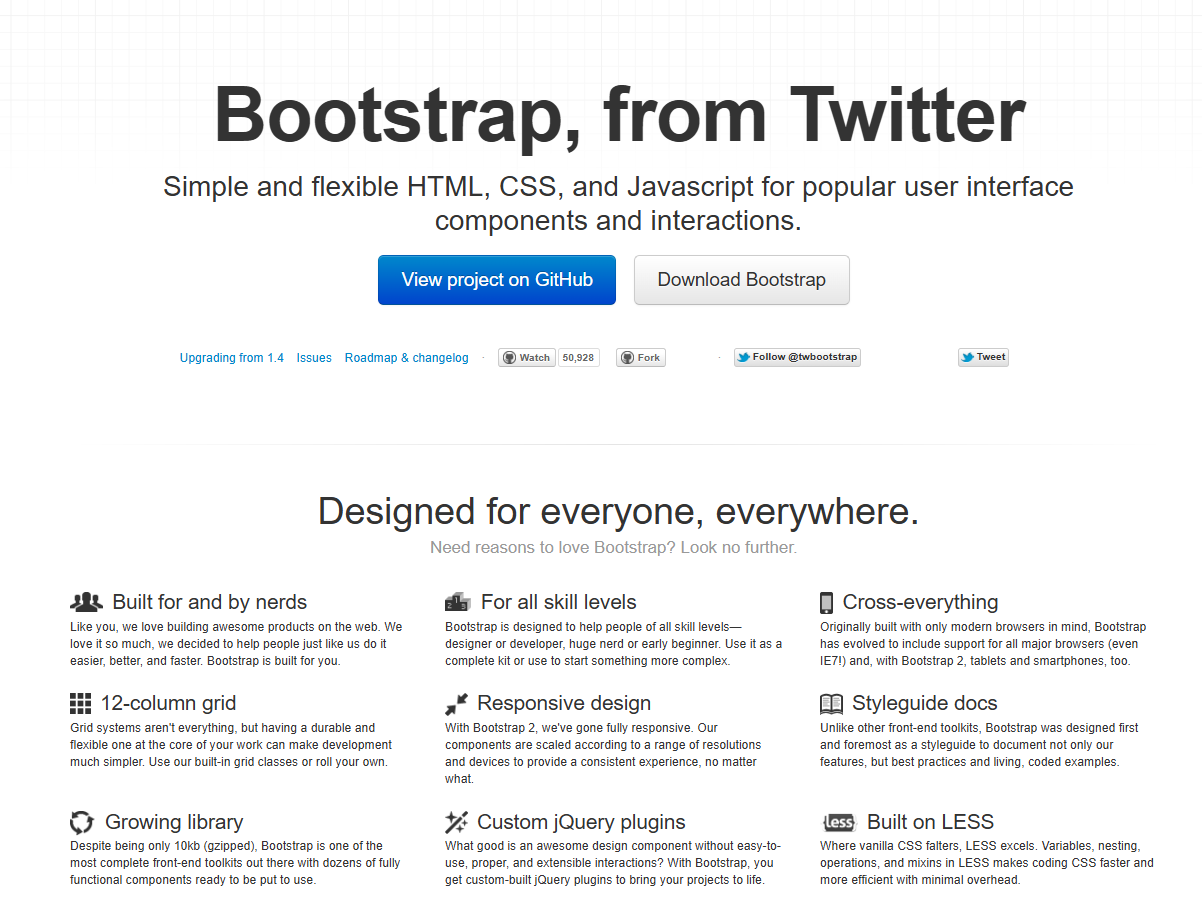 Bootstrap, from Twitter
Simple and flexible HTML, CSS, and Javascript for popular user interface
components and interactions.
View project on GitHub
Download Bootstrap
Upgrading from 1.4 Issues Roadmap & changelog · Watch 50,928 Fork · Follow @twbootstrap Tweet
Designed for everyone, everywhere.
Need reasons to love Bootstrap? Look no further.
Built for and by nerds
Like you, we love building awesome products on the web. We
love it so much, we decided to help people just like us do it
easier, better, and faster. Bootstrap is built for you.
For all skill levels
Bootstrap is designed to help people of all skill levels—
designer or developer, huge nerd or early beginner. Use it as a
complete kit or use to start something more complex.
Cross-everything
Originally built with only modern browsers in mind, Bootstrap
has evolved to include support for all major browsers (even
IE7!) and, with Bootstrap 2, tablets and smartphones, too.
12-column grid
Grid systems aren't everything, but having a durable and
flexible one at the core of your work can make development
much simpler. Use our built-in grid classes or roll your own.
Responsive design
With Bootstrap 2, we've gone fully responsive. Our
components are scaled according to a range of resolutions
and devices to provide a consistent experience, no matter
what.
Styleguide docs
Unlike other front-end toolkits, Bootstrap was designed first
and foremost as a styleguide to document not only our
features, but best practices and living, coded examples.
Growing library
Despite being only 10kb (gzipped), Bootstrap is one of the
most complete front-end toolkits out there with dozens of fully
functional components ready to be put to use.
Custom jQuery plugins
What good is an awesome design component without easy-to-
use, proper, and extensible interactions? With Bootstrap, you
get custom-built jQuery plugins to bring your projects to life.
{less} Built on LESS
Where vanilla CSS falters, LESS excels. Variables, nesting,
operations, and mixins in LESS makes coding CSS faster and
more efficient with minimal overhead.